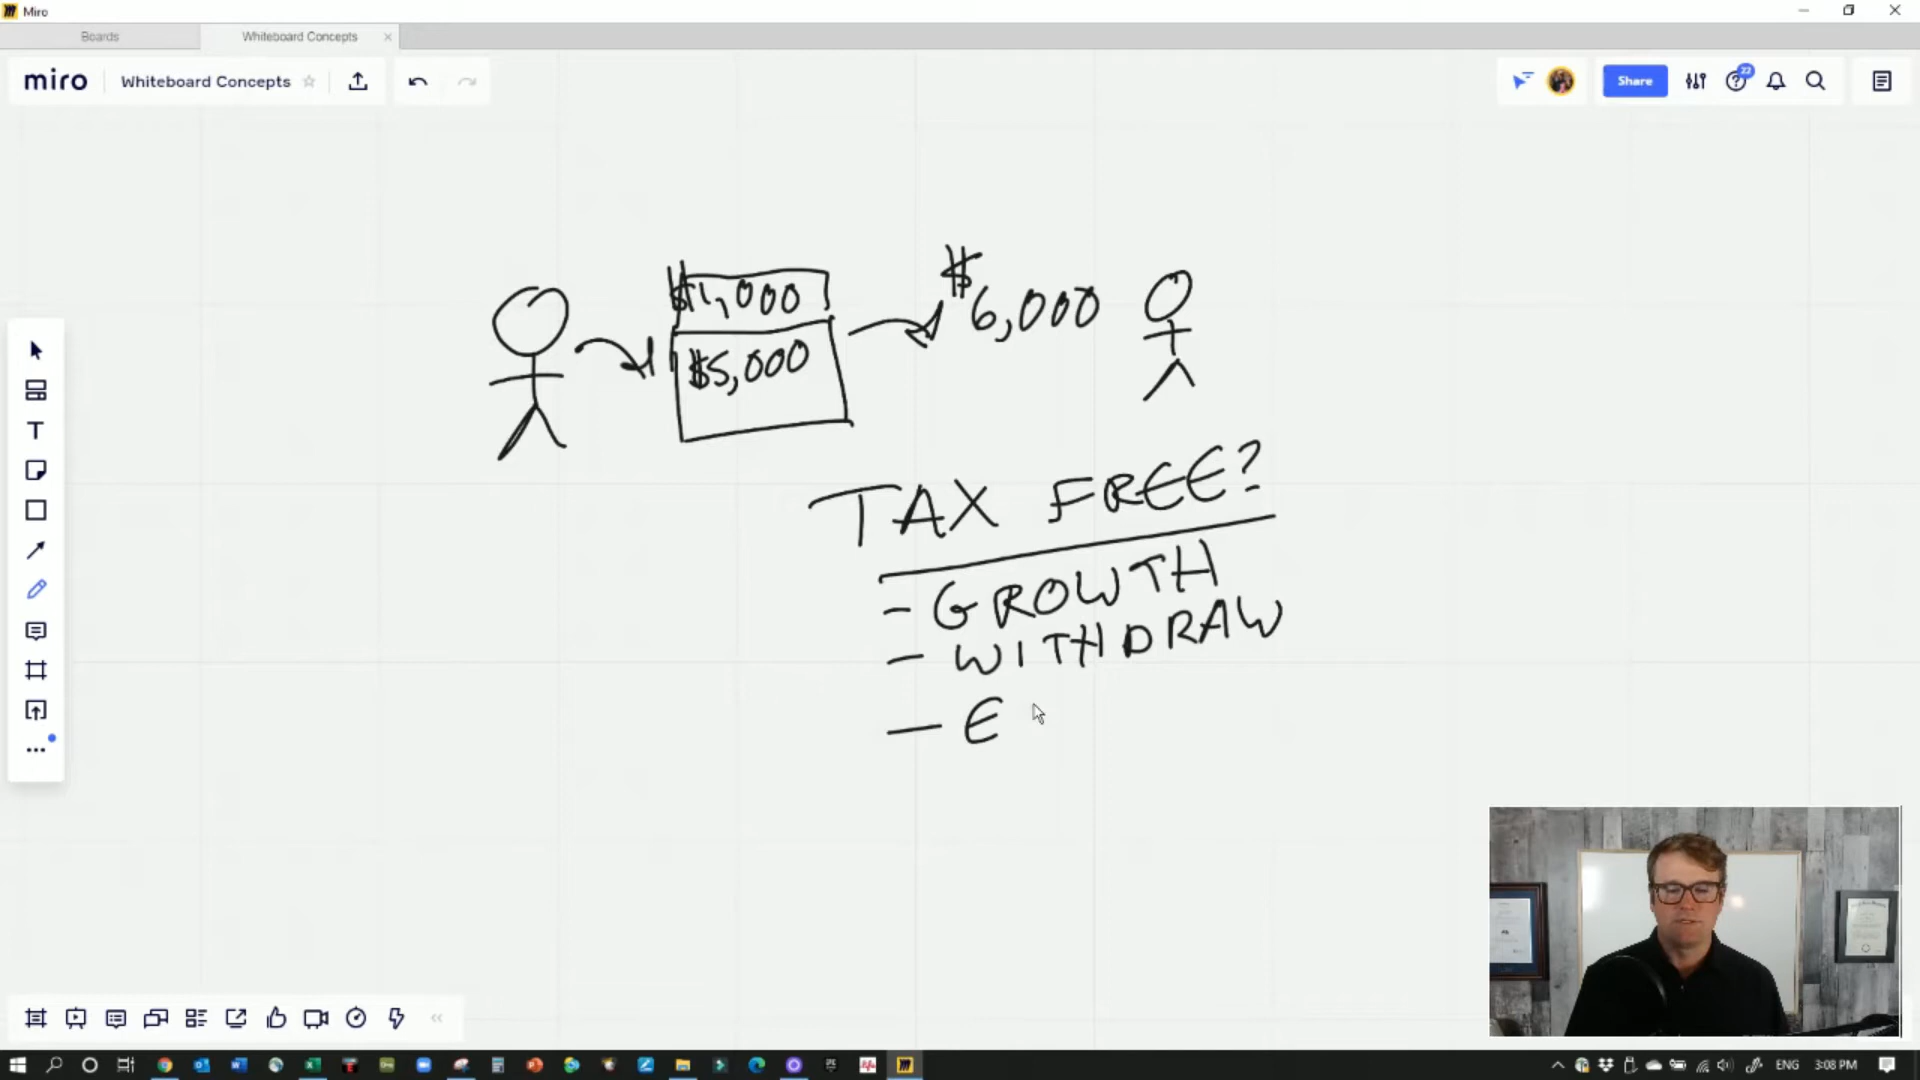 Miro
Boards
Whiteboard Concepts
miro
Whiteboard Concepts
Share
22
$1,000
$5,000
$6,000
TAX FREE?
- GROWTH
- WITHDRAW
- E
T
ENG
3:08 PM